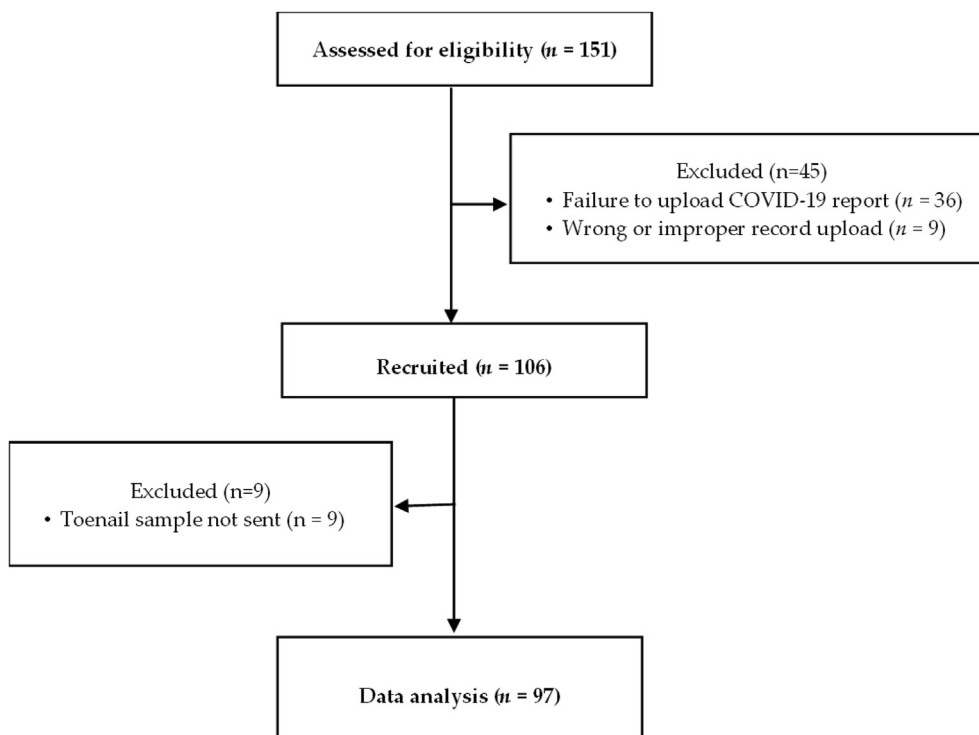 Assessed for eligibility (n = 151)
Excluded (n=45)
• Failure to upload COVID-19 report (n = 36)
• Wrong or improper record upload (n = 9)
Recruited (n = 106)
Excluded (n=9)
• Toenail sample not sent (n = 9)
Data analysis (n = 97)